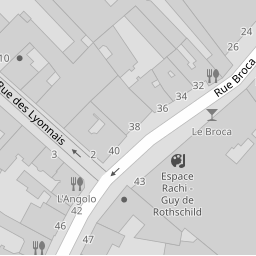 24
26
10
32
Rue Broca
34
36
Rue des Lyonnais
Le Broca
38
3
2
40
Espace
Rachi -
Guy de
Rothschild
43
L'Angolo
42
46
47